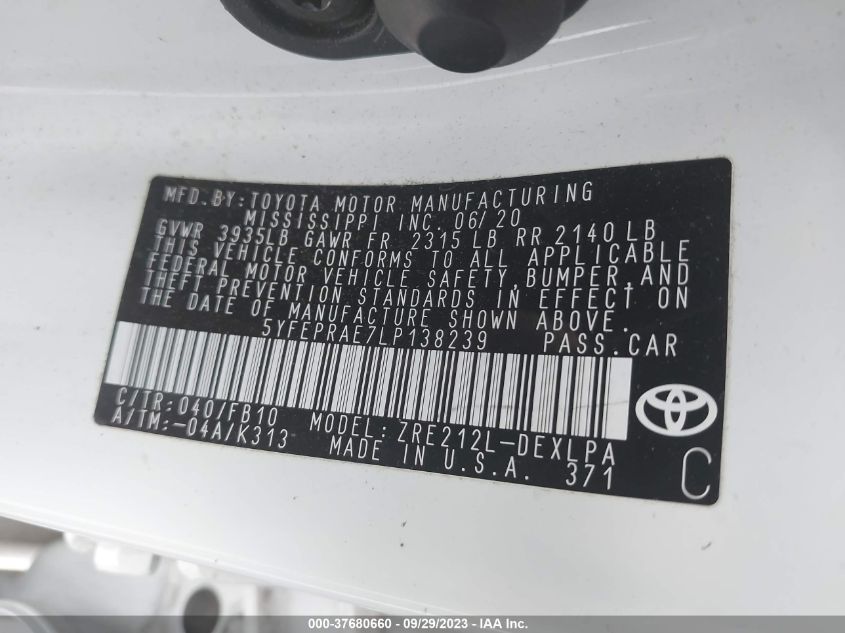 MFD.BY:TOYOTA MOTOR MANUFACTURING
MISSISSIPPI INC. 06/20
GVWR 3935LB GAWR FR 2315 LB RR 2140 LB
THIS VEHICLE CONFORMS TO ALL APPLICABLE
FEDERAL MOTOR VEHICLE SAFETY,BUMPER,AND
THEFT PREVENTION STANDARDS IN EFFECT ON
THE DATE OF MANUFACTURE SHOWN ABOVE.
5YFEPRAE7LP138239 PASS.CAR
C/TR:040/FB10 MODEL:ZRE212L-DEXLPA
A/TM:-04A/K313 MADE IN U.S.A. 371
C
000-37680660 - 09/29/2023 - IAA Inc.